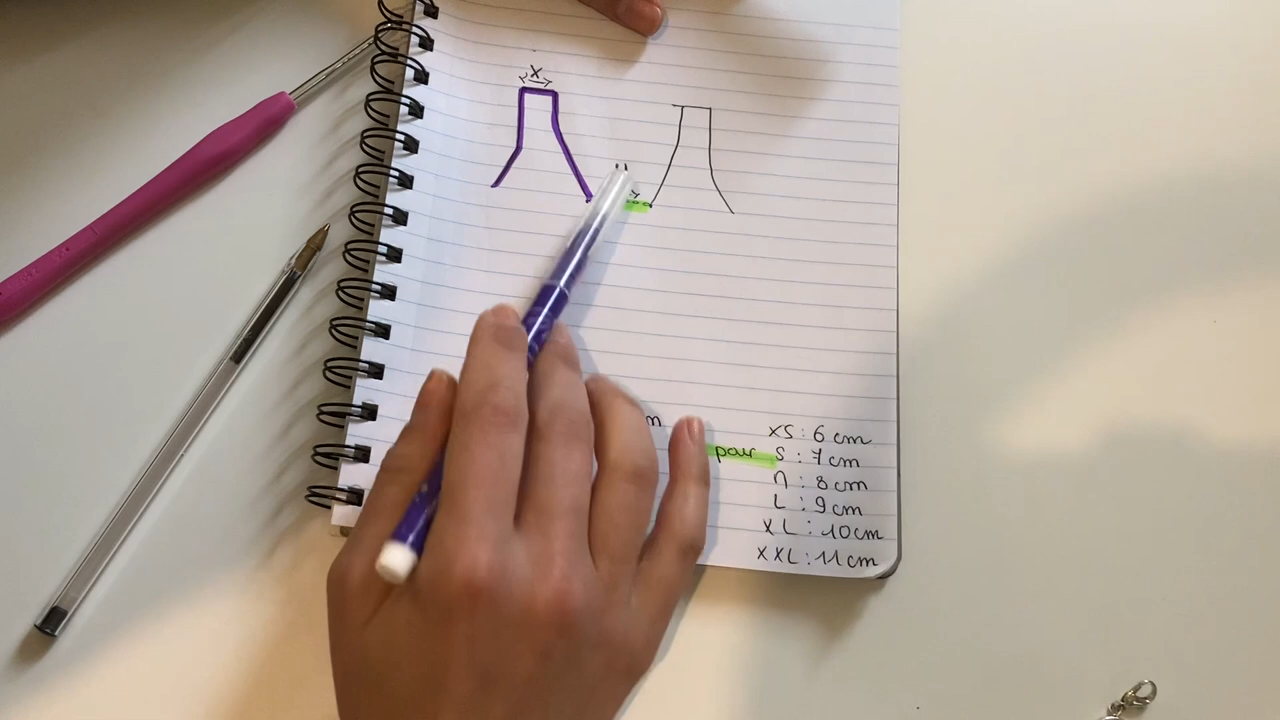 X
Y
m
XS : 6 cm
pour S : 7 cm
M : 8 cm
L : 9 cm
XL : 10 cm
XXL : 11 cm